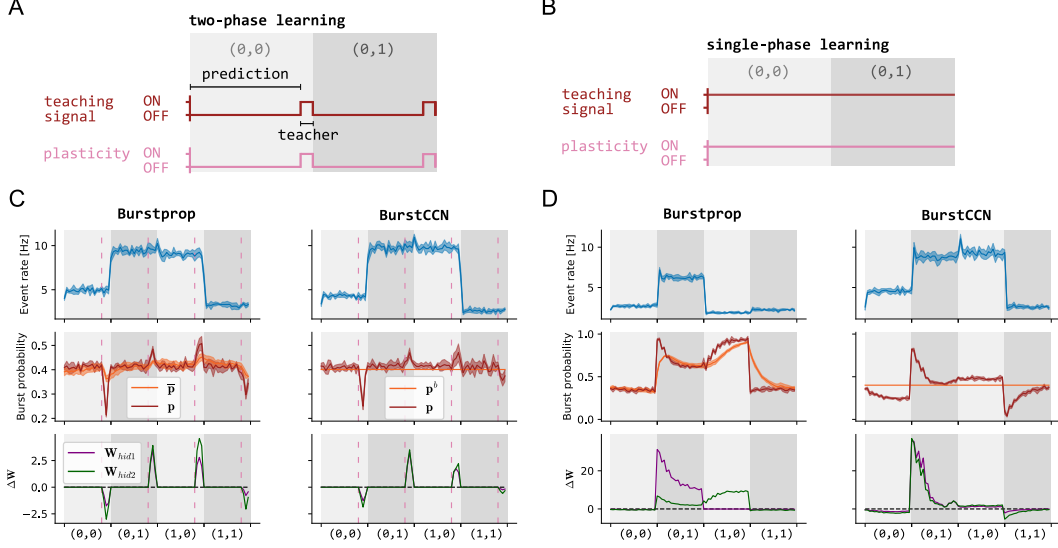 A
two-phase learning
(0,0)
(0,1)
prediction
teaching
signal
ON
OFF
teacher
plasticity
ON
OFF
B
single-phase learning
(0,0)
(0,1)
teaching
signal
ON
OFF
plasticity
ON
OFF
C
Burstprop
BurstCCN
Event rate [Hz]
10
5
Burst probability
0.5
0.4
0.3
0.2
p̅
p
p^b
p
ΔW
2.5
0.0
−2.5
W_hid1
W_hid2
(0,0)
(0,1)
(1,0)
(1,1)
(0,0)
(0,1)
(1,0)
(1,1)
D
Burstprop
BurstCCN
Event rate [Hz]
10
5
Burst probability
1.0
0.5
0.0
ΔW
20
0
(0,0)
(0,1)
(1,0)
(1,1)
(0,0)
(0,1)
(1,0)
(1,1)